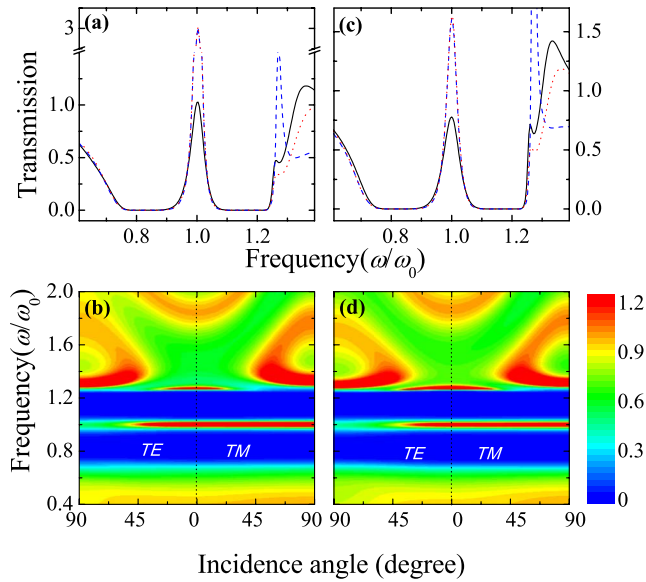 (a)
(c)
Transmission
3
1.0
0.5
0.0
1.5
1.0
0.5
0.0
0.8
1.0
1.2
0.8
1.0
1.2
Frequency(ω/ω0)
(b)
(d)
Frequency(ω/ω0)
2.0
1.6
1.2
0.8
0.4
TE
TM
TE
TM
1.2
0.9
0.6
0.3
0
90
45
0
45
90
45
0
45
90
Incidence angle (degree)